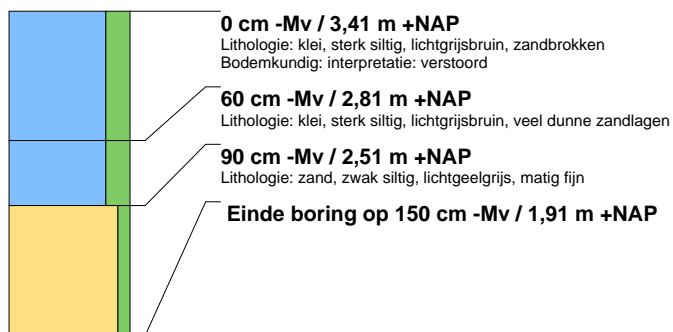 0 cm -Mv / 3,41 m +NAP
Lithologie: klei, sterk siltig, lichtgrijsbruin, zandbrokken
Bodemkundig: interpretatie: verstoord
60 cm -Mv / 2,81 m +NAP
Lithologie: klei, sterk siltig, lichtgrijsbruin, veel dunne zandlagen
90 cm -Mv / 2,51 m +NAP
Lithologie: zand, zwak siltig, lichtgeelgrijs, matig fijn
Einde boring op 150 cm -Mv / 1,91 m +NAP